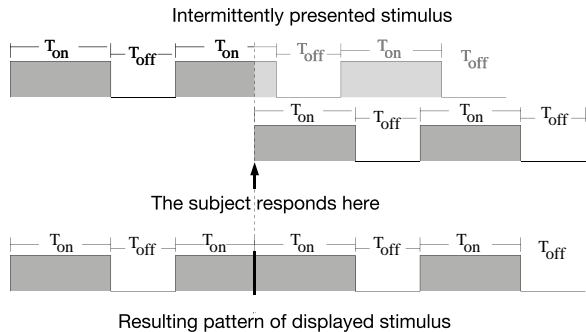 Intermittently presented stimulus
Ton Toff Ton Toff Ton Toff
Ton Toff Ton Toff
The subject responds here
Ton Toff Ton Ton Toff Ton Toff
Resulting pattern of displayed stimulus